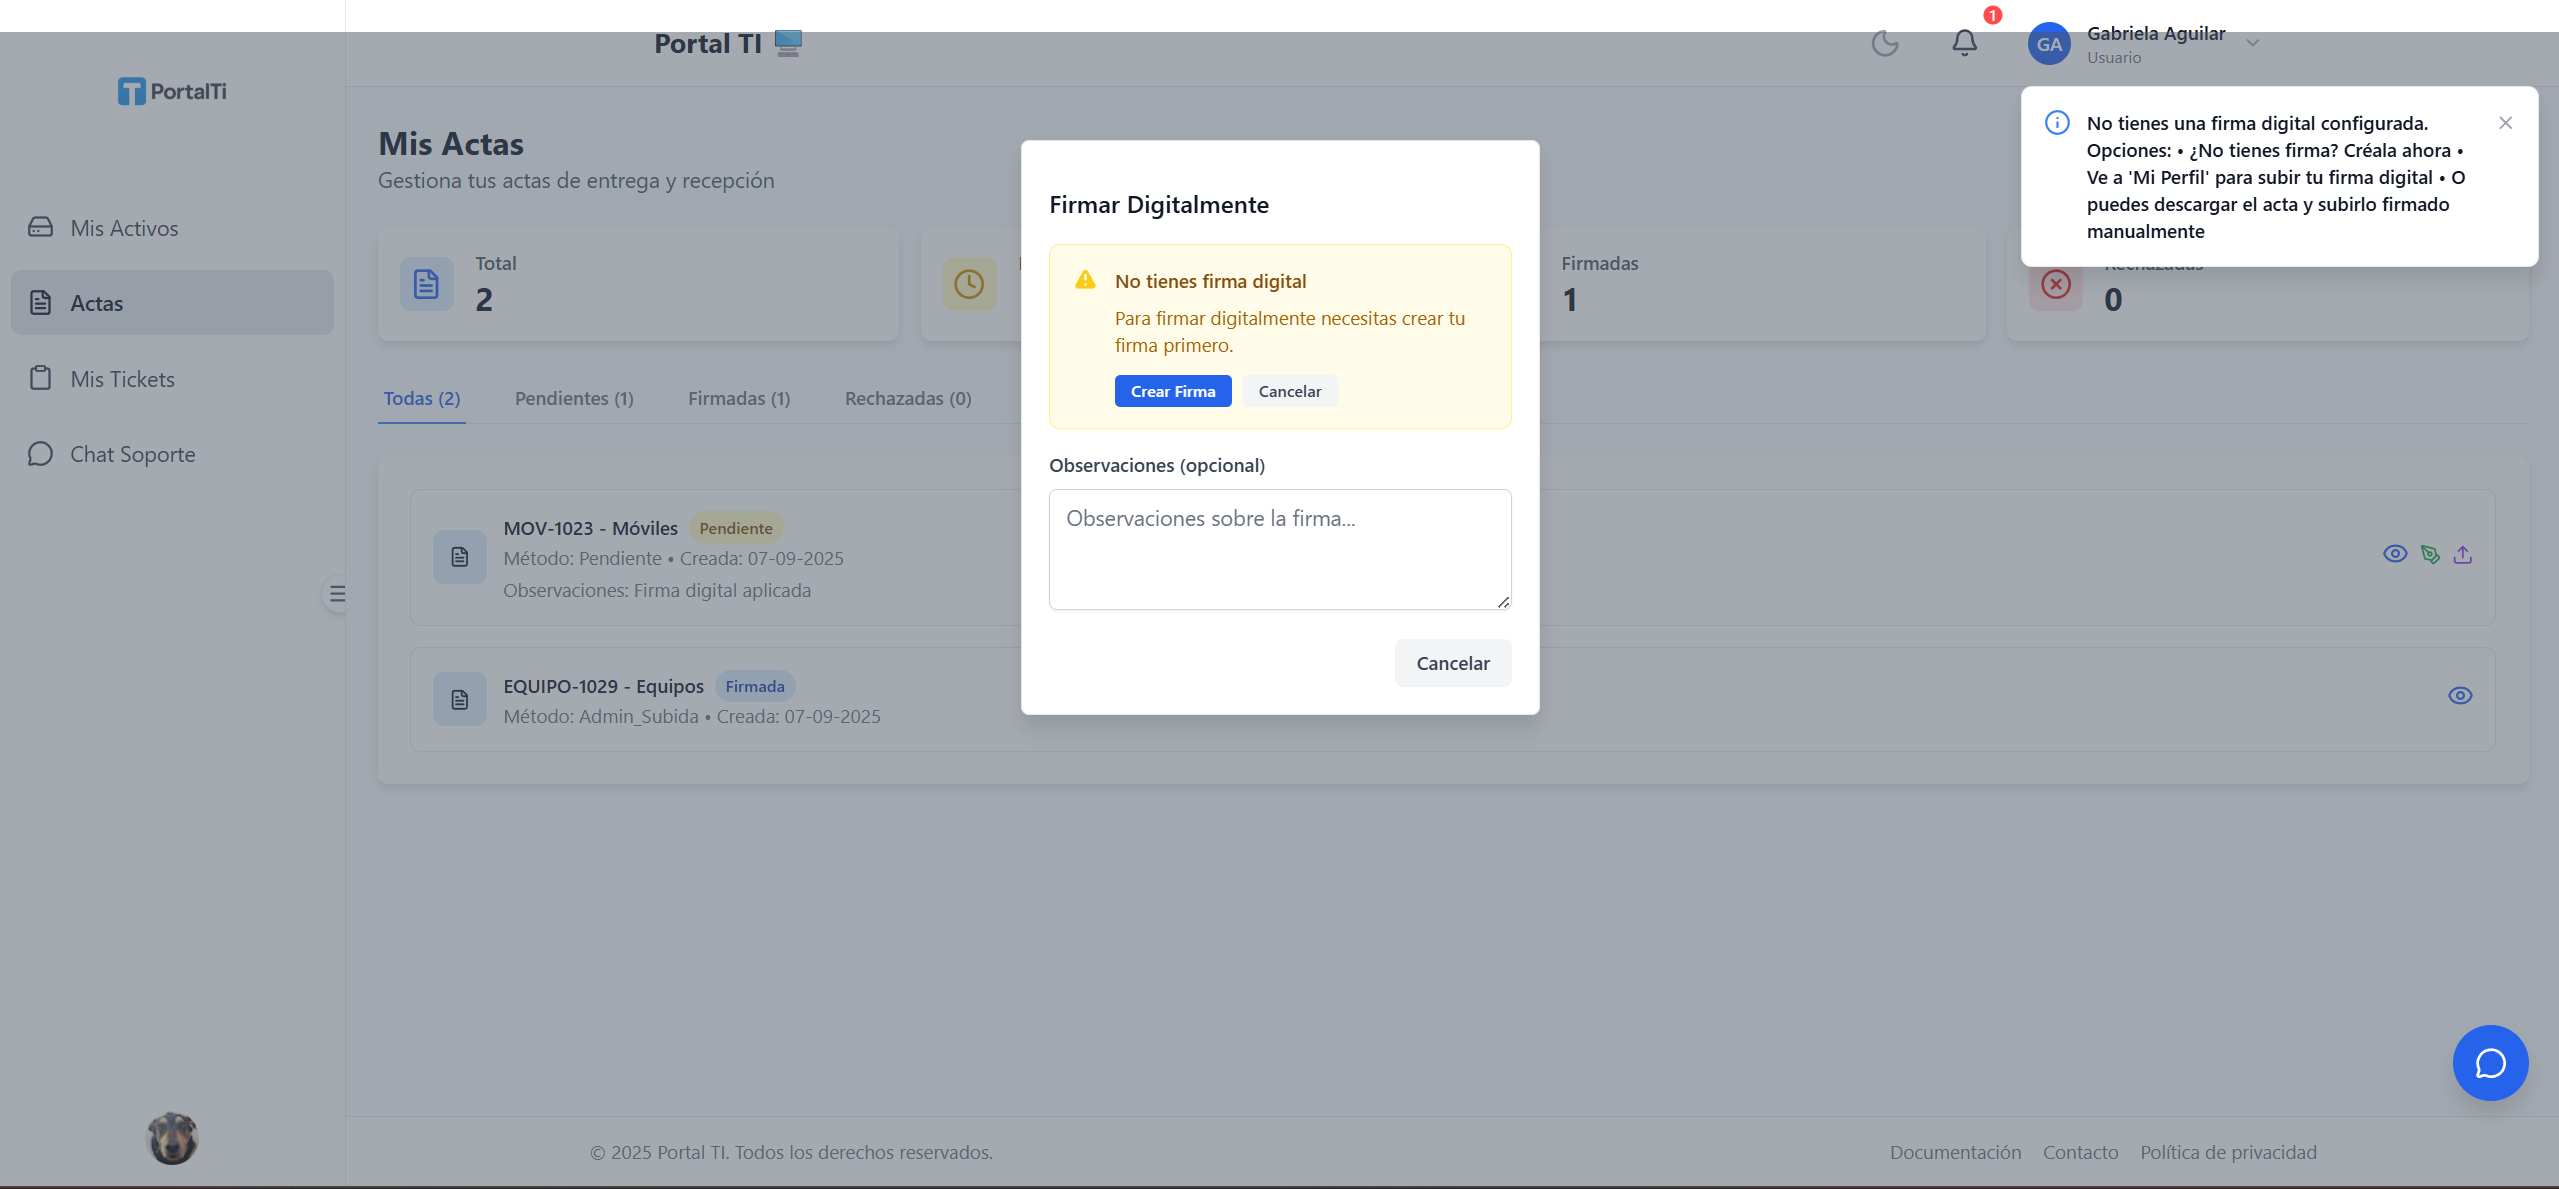 Portal TI
1
GA
Gabriela Aguilar
Usuario
PortalTi
Mis Activos
Actas
Mis Tickets
Chat Soporte
Mis Actas
Gestiona tus actas de entrega y recepción
Total
2
Firmadas
1
0
No tienes una firma digital configurada.
Opciones: • ¿No tienes firma? Créala ahora •
Ve a 'Mi Perfil' para subir tu firma digital • O
puedes descargar el acta y subirlo firmado
manualmente
Todas (2)
Pendientes (1)
Firmadas (1)
Rechazadas (0)
MOV-1023 - Móviles Pendiente
Método: Pendiente • Creada: 07-09-2025
Observaciones: Firma digital aplicada
EQUIPO-1029 - Equipos Firmada
Método: Admin_Subida • Creada: 07-09-2025
Firmar Digitalmente
No tienes firma digital
Para firmar digitalmente necesitas crear tu
firma primero.
Crear Firma
Cancelar
Observaciones (opcional)
Observaciones sobre la firma...
Cancelar
© 2025 Portal TI. Todos los derechos reservados.
Documentación
Contacto
Política de privacidad